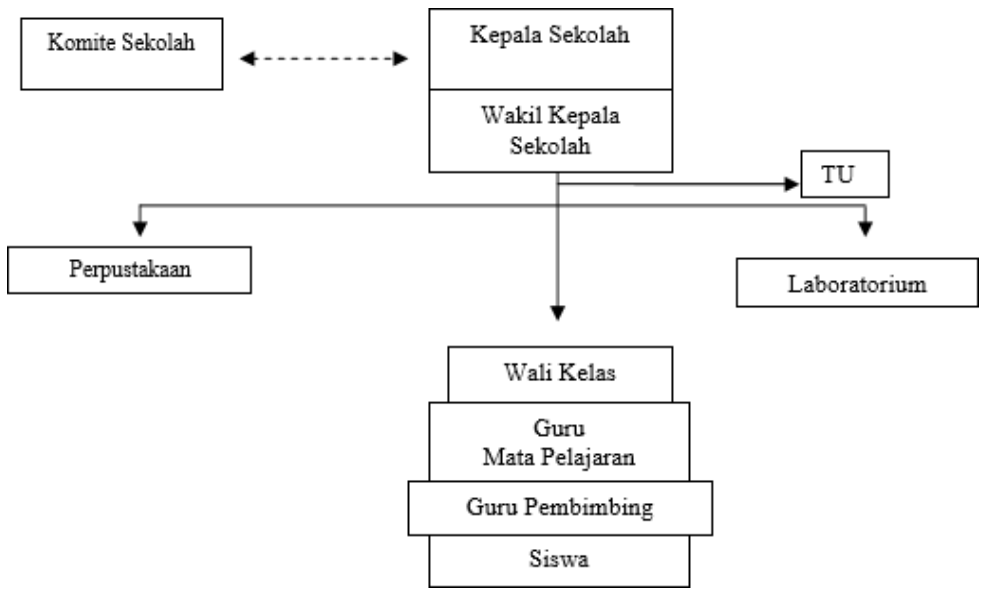 Komite Sekolah
Kepala Sekolah
Wakil Kepala
Sekolah
TU
Perpustakaan
Laboratorium
Wali Kelas
Guru
Mata Pelajaran
Guru Pembimbing
Siswa